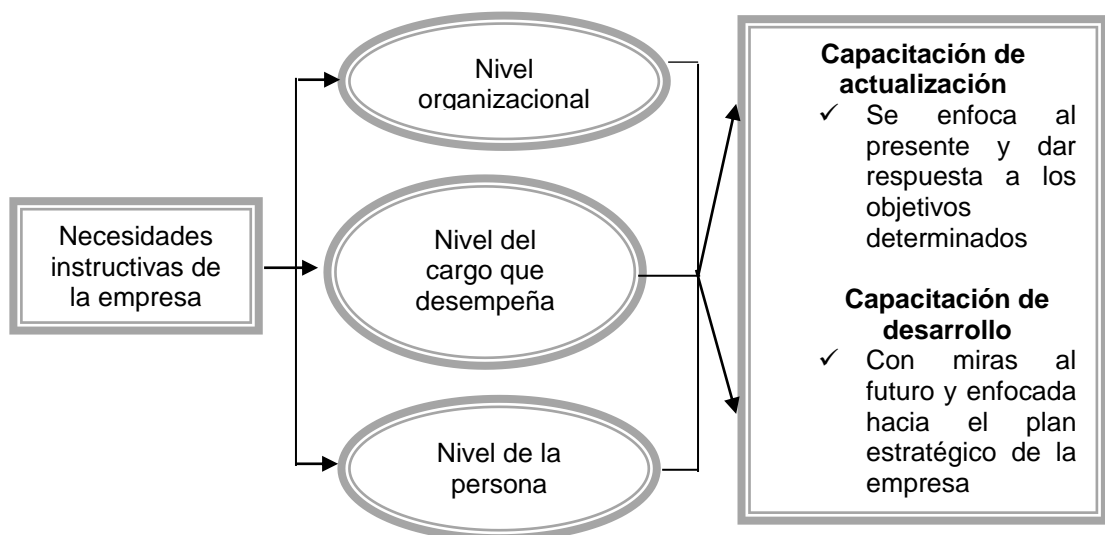 Necesidades
instructivas de
la empresa
Nivel
organizacional
Nivel del
cargo que
desempeña
Nivel de la
persona
Capacitación de
actualización
✓ Se enfoca al
presente y dar
respuesta a los
objetivos
determinados
Capacitación de
desarrollo
✓ Con miras al
futuro y enfocada
hacia el plan
estratégico de la
empresa